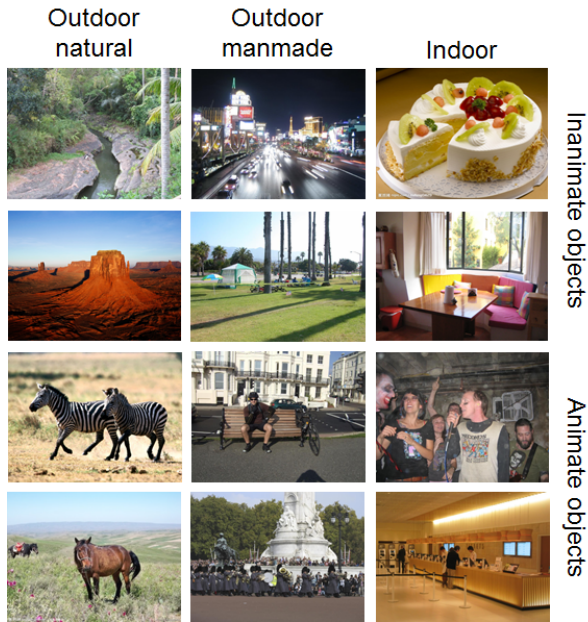 Outdoor
natural
Outdoor
manmade
Indoor
Inanimate objects
Animate objects